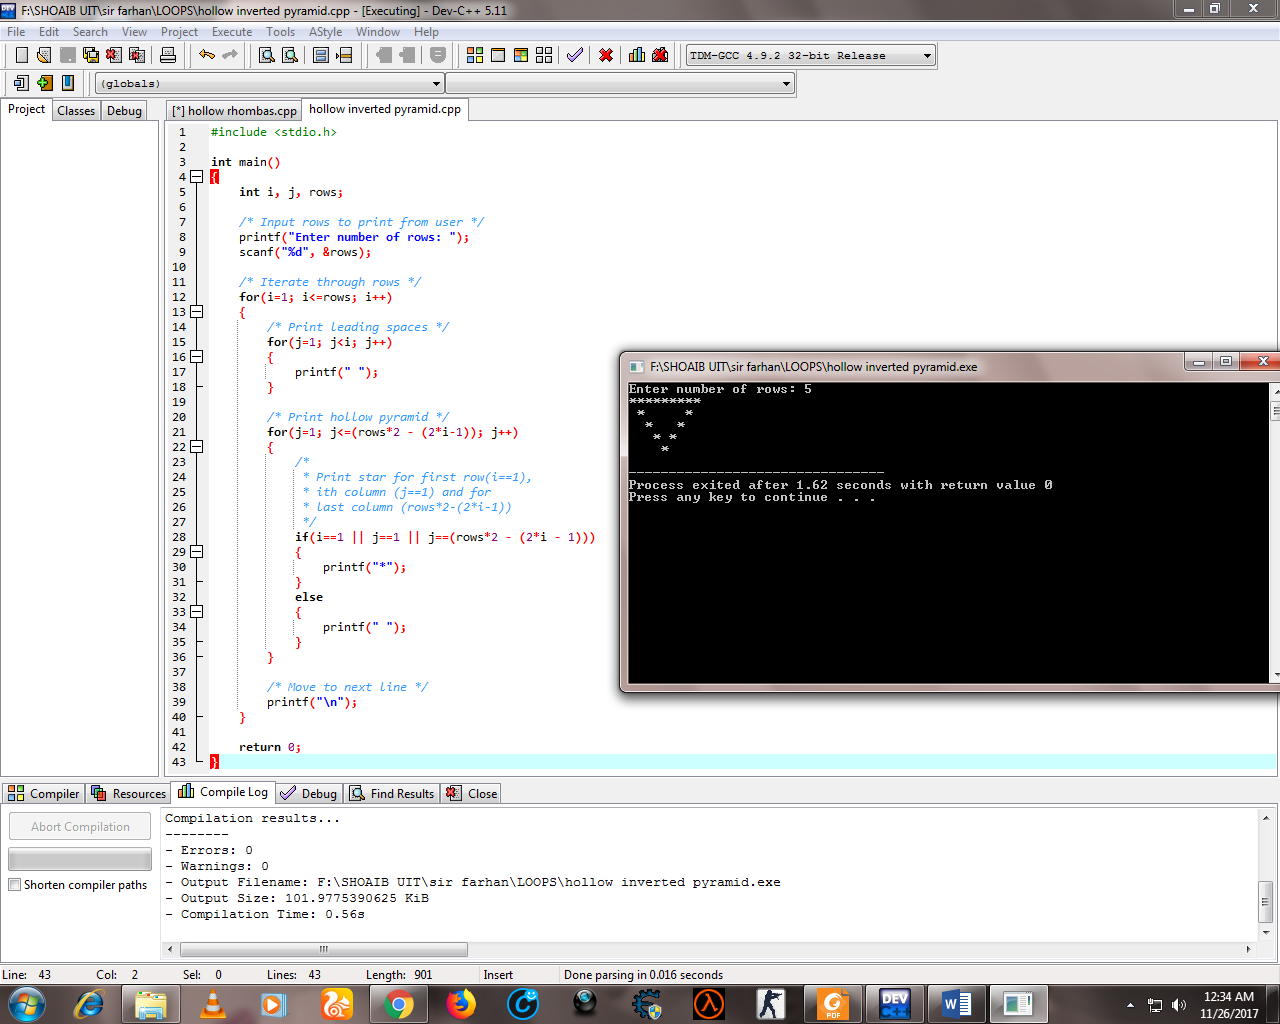 F:\SHOAIB UIT\sir farhan\LOOPS\hollow inverted pyramid.cpp - [Executing] - Dev-C++ 5.11
File Edit Search View Project Execute Tools AStyle Window Help
TDM-GCC 4.9.2 32-bit Release
(globals)
Project Classes Debug
[*] hollow rhombas.cpp hollow inverted pyramid.cpp
1 #include <stdio.h>
2
3 int main()
4 {
5 int i, j, rows;
6
7 /* Input rows to print from user */
8 printf("Enter number of rows: ");
9 scanf("%d", &rows);
10
11 /* Iterate through rows */
12 for(i=1; i<=rows; i++)
13 {
14 /* Print leading spaces */
15 for(j=1; j<i; j++)
16 {
17 printf(" ");
18 }
19
20 /* Print hollow pyramid */
21 for(j=1; j<=(rows*2 - (2*i-1)); j++)
22 {
23 /*
24 * Print star for first row(i==1),
25 * ith column (j==1) and for
26 * last column (rows*2-(2*i-1))
27 */
28 if(i==1 || j==1 || j==(rows*2 - (2*i - 1)))
29 {
30 printf("*");
31 }
32 else
33 {
34 printf(" ");
35 }
36 }
37
38 /* Move to next line */
39 printf("\n");
40 }
41
42 return 0;
43 }
F:\SHOAIB UIT\sir farhan\LOOPS\hollow inverted pyramid.exe
Enter number of rows: 5
*********
 *     *
  *   *
   * *
    *
--------------------------------
Process exited after 1.62 seconds with return value 0
Press any key to continue . . .
Compiler Resources Compile Log Debug Find Results Close
Abort Compilation
Shorten compiler paths
Compilation results...
--------
- Errors: 0
- Warnings: 0
- Output Filename: F:\SHOAIB UIT\sir farhan\LOOPS\hollow inverted pyramid.exe
- Output Size: 101.9775390625 KiB
- Compilation Time: 0.56s
Line: 43 Col: 2 Sel: 0 Lines: 43 Length: 901 Insert Done parsing in 0.016 seconds
PDF
DEV C++
12:34 AM
11/26/2017